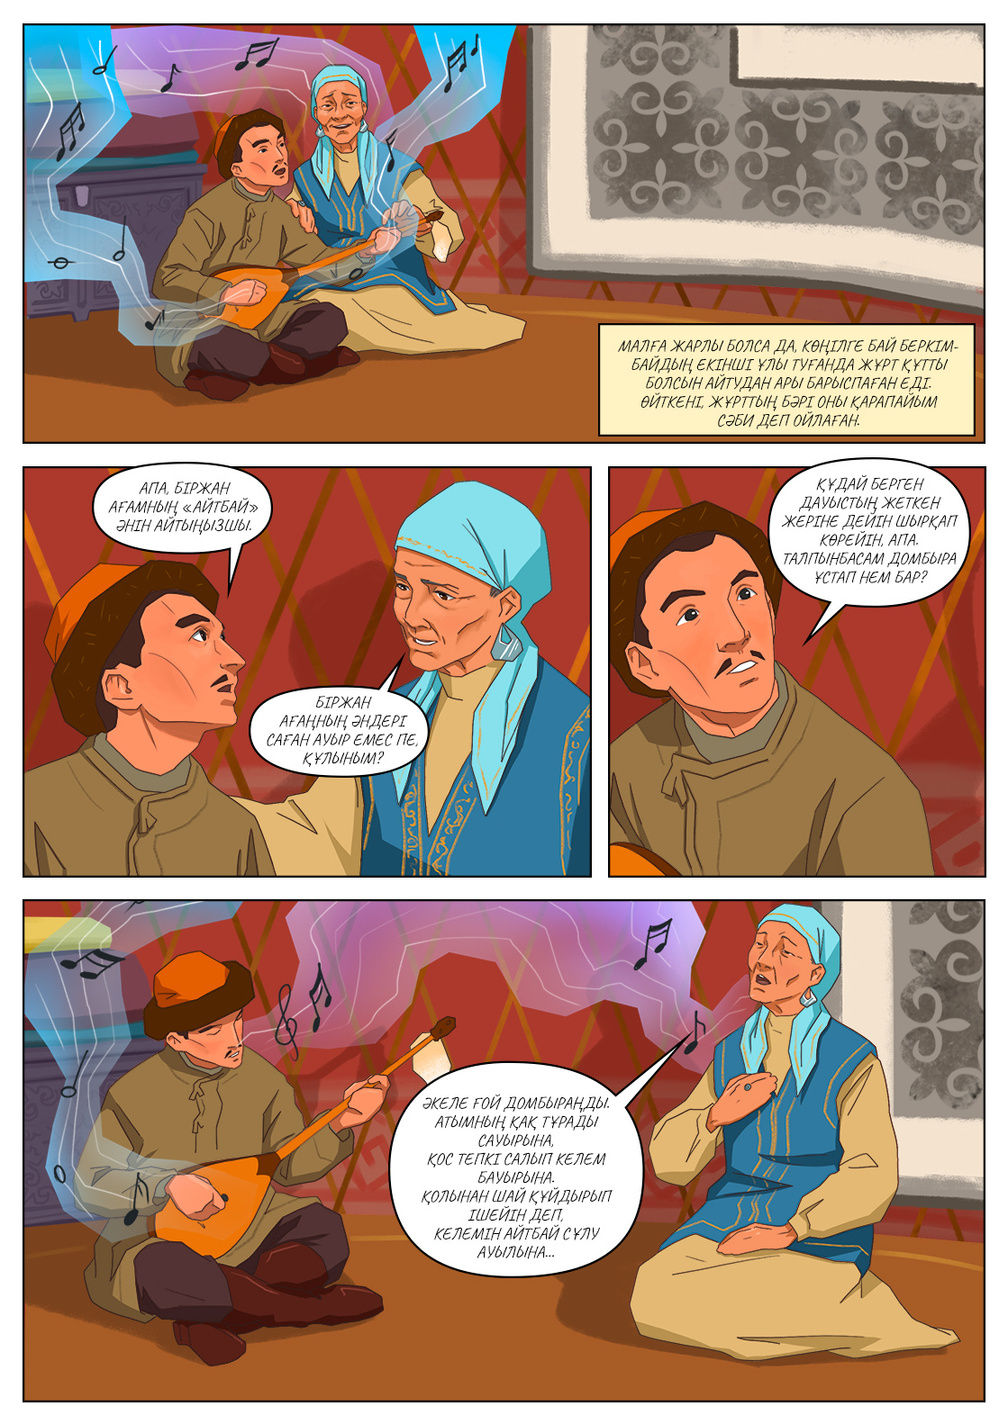 МАЛҒА ЖАРЛЫ БОЛСА ДА, КӨҢІЛГЕ БАЙ БЕРКІМ-
БАЙДЫҢ ЕКІНШІ ҰЛЫ ТУҒАНДА ЖҰРТ ҚҰТТЫ
БОЛСЫН АЙТУДАН АРЫ БАРЫСПАҒАН ЕДІ.
ӨЙТКЕНІ, ЖҰРТТЫҢ БӘРІ ОНЫ ҚАРАПАЙЫМ
СӘБИ ДЕП ОЙЛАҒАН.
АПА, БІРЖАН
АҒАМНЫҢ «АЙТБАЙ»
ӘНІН АЙТЫҢЫЗШЫ.
БІРЖАН
АҒАҢНЫҢ ӘНДЕРІ
САҒАН АУЫР ЕМЕС ПЕ,
ҚҰЛЫНЫМ?
ҚҰДАЙ БЕРГЕН
ДАУЫСТЫҢ ЖЕТКЕН
ЖЕРІНЕ ДЕЙІН ШЫРҚАП
КӨРЕЙІН, АПА.
ТАЛПЫНБАСАМ ДОМБЫРА
ҰСТАП НЕМ БАР?
ӘКЕЛЕ ҒОЙ ДОМБЫРАҢДЫ.
АТЫМНЫҢ ҚАҚ ТҰРАДЫ
САУЫРЫНА,
ҚОС ТЕПКІ САЛЫП КЕЛЕМ
БАУЫРЫНА.
ҚОЛЫНАН ШАЙ ҚҰЙДЫРЫП
ІШЕЙІН ДЕП,
КЕЛЕМІН АЙТБАЙ СҰЛУ
АУЫЛЫНА...